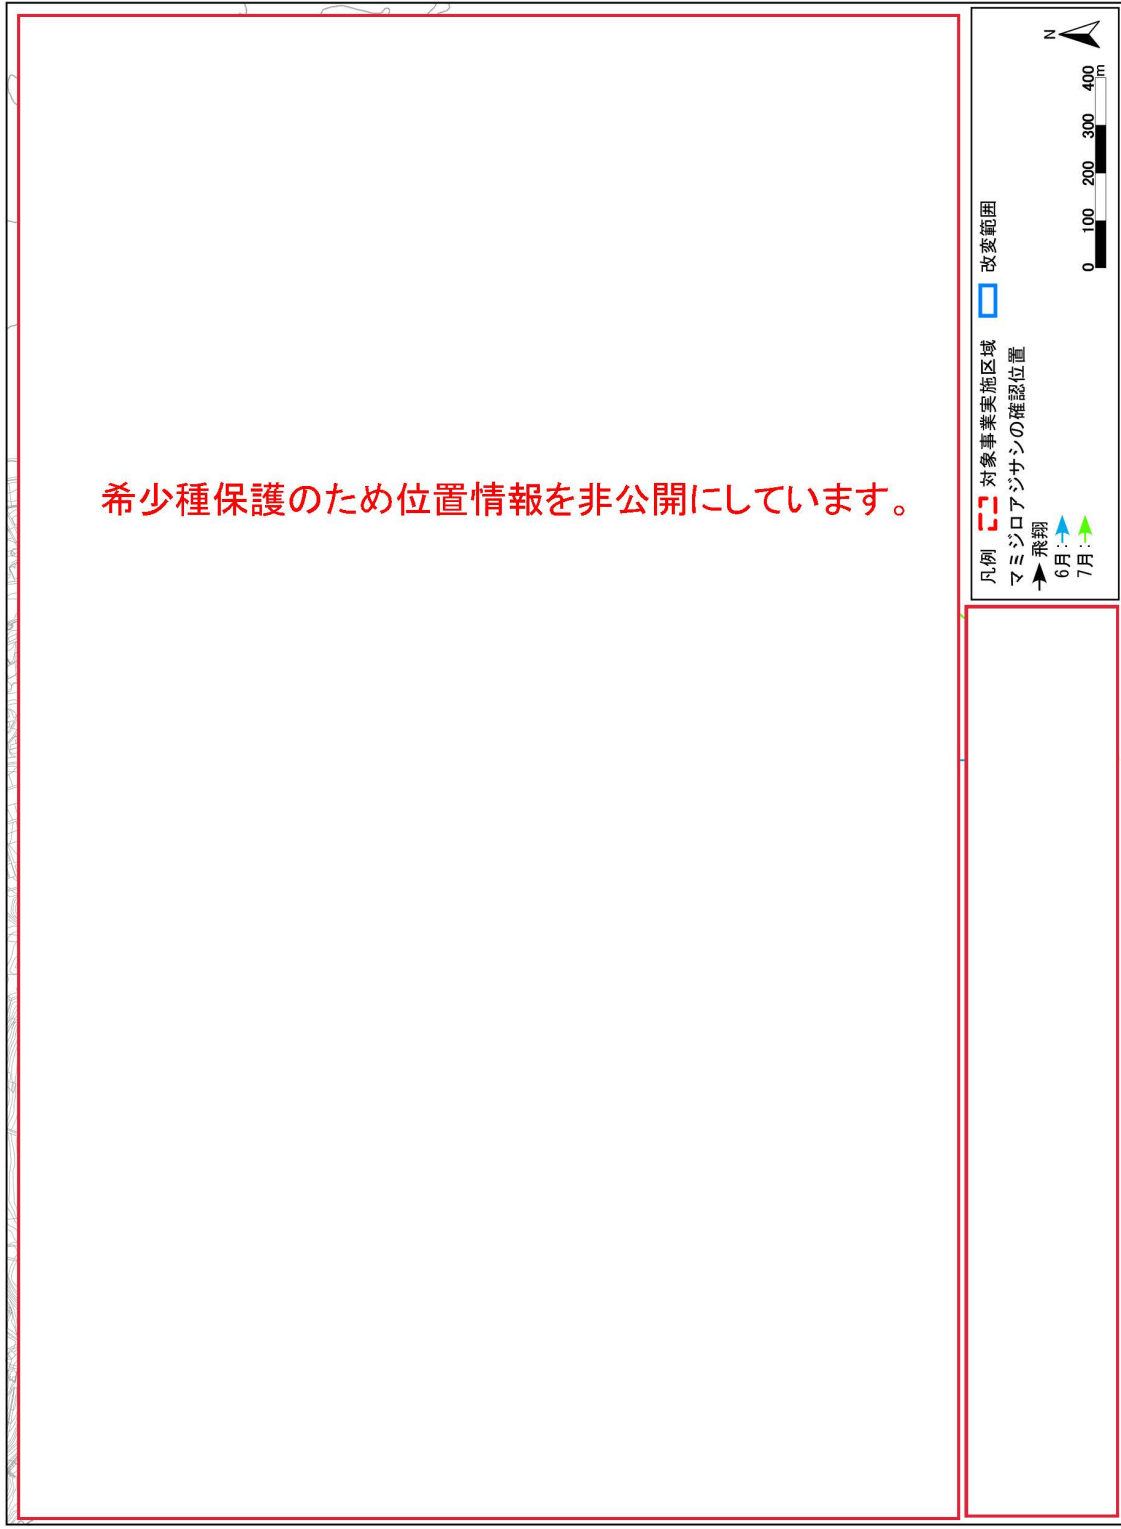 希少種保護のため位置情報を非公開にしています。
凡例 対象事業実施区域 改変範囲
マミジロアジサシの確認位置
飛翔
6月:
7月:
N
0 100 200 300 400
m